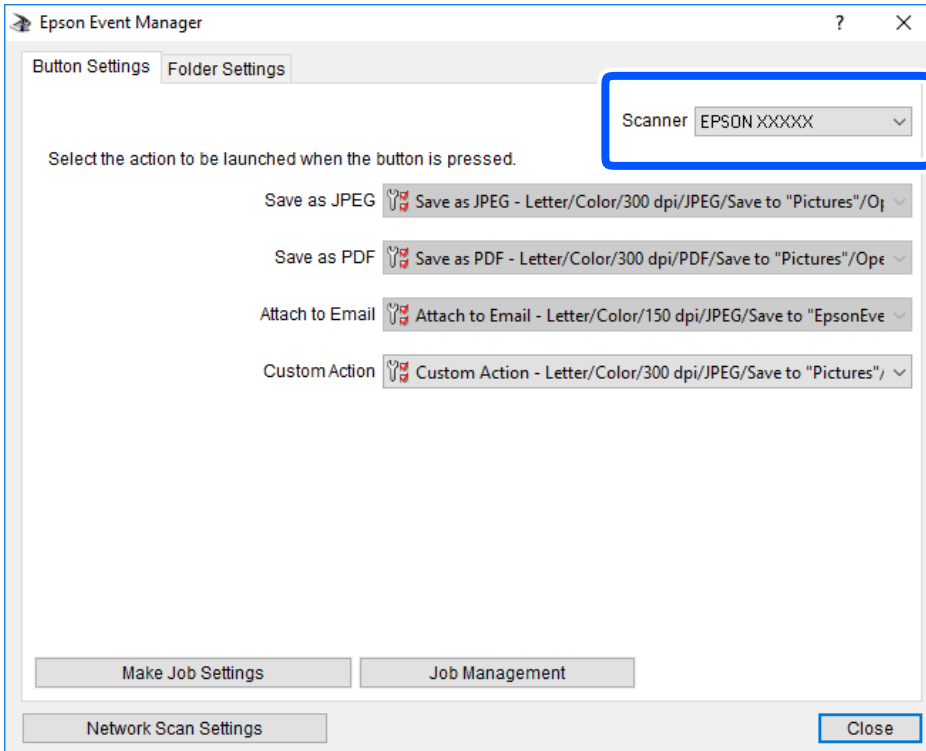 Epson Event Manager
Button Settings
Folder Settings
Scanner EPSON XXXXX
Select the action to be launched when the button is pressed.
Save as JPEG Save as JPEG - Letter/Color/300 dpi/JPEG/Save to "Pictures"/Op
Save as PDF Save as PDF - Letter/Color/300 dpi/PDF/Save to "Pictures"/Ope
Attach to Email Attach to Email - Letter/Color/150 dpi/JPEG/Save to "EpsonEve
Custom Action Custom Action - Letter/Color/300 dpi/JPEG/Save to "Pictures"/
Make Job Settings
Job Management
Network Scan Settings
Close